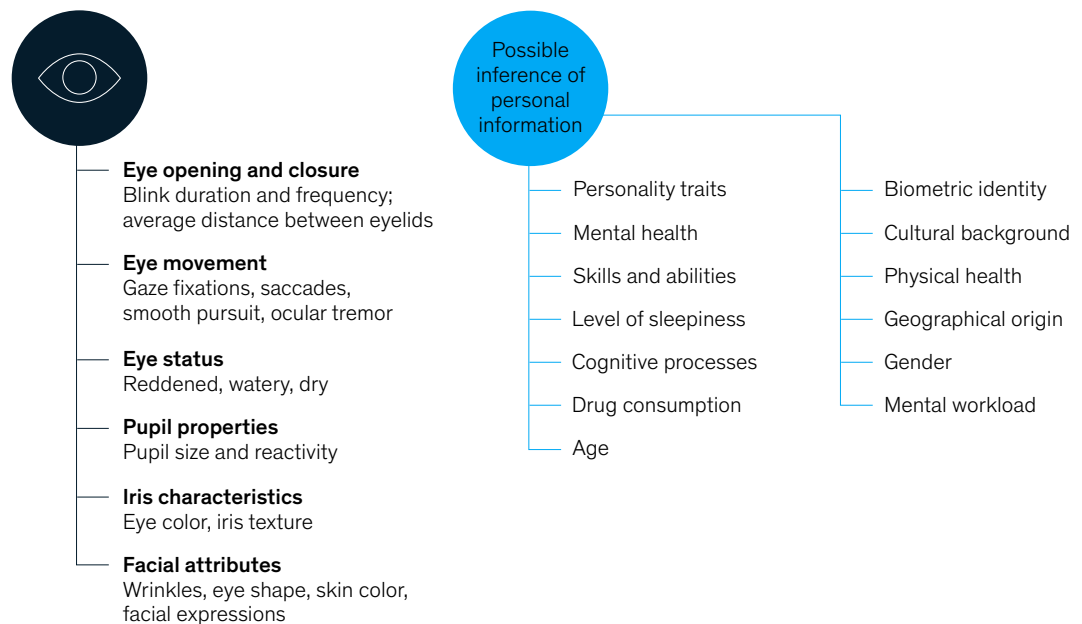 Eye opening and closure
Blink duration and frequency;
average distance between eyelids
Eye movement
Gaze fixations, saccades,
smooth pursuit, ocular tremor
Eye status
Reddened, watery, dry
Pupil properties
Pupil size and reactivity
Iris characteristics
Eye color, iris texture
Facial attributes
Wrinkles, eye shape, skin color,
facial expressions
Possible
inference of
personal
information
Personality traits
Mental health
Skills and abilities
Level of sleepiness
Cognitive processes
Drug consumption
Age
Biometric identity
Cultural background
Physical health
Geographical origin
Gender
Mental workload